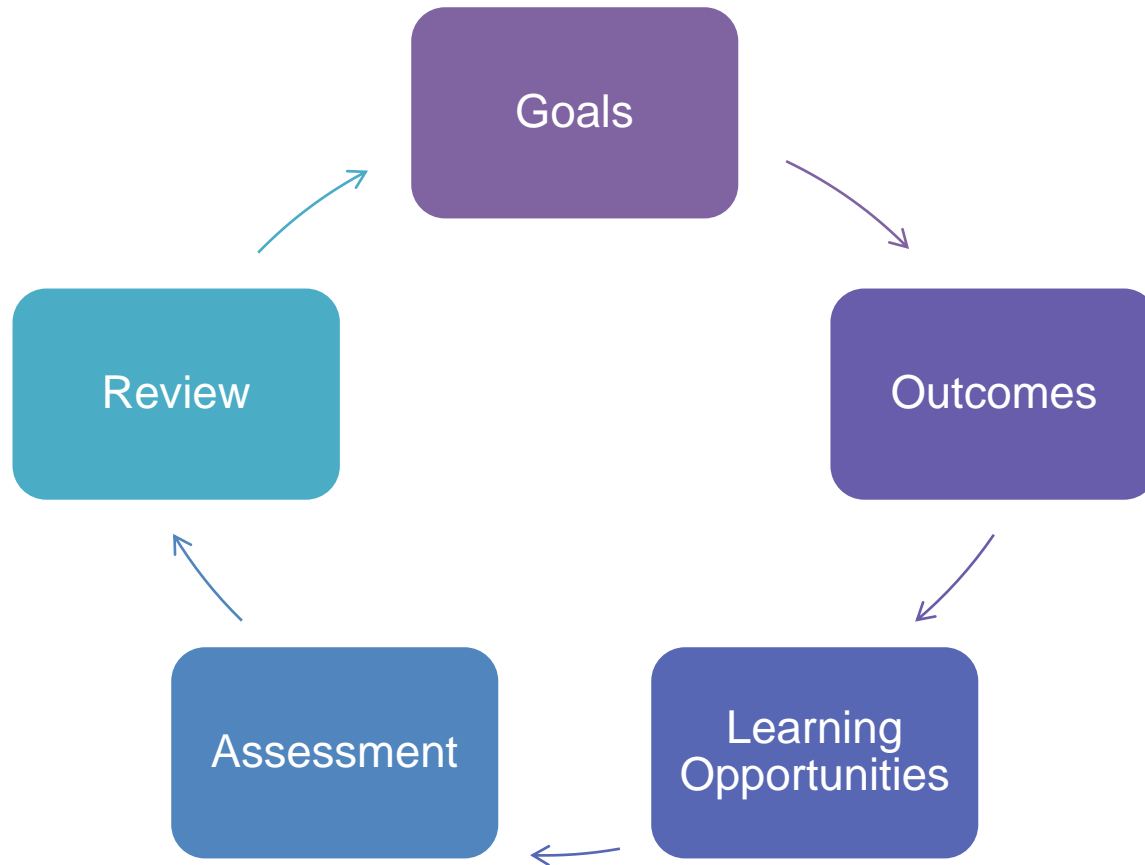 Goals
Outcomes
Learning
Opportunities
Assessment
Review